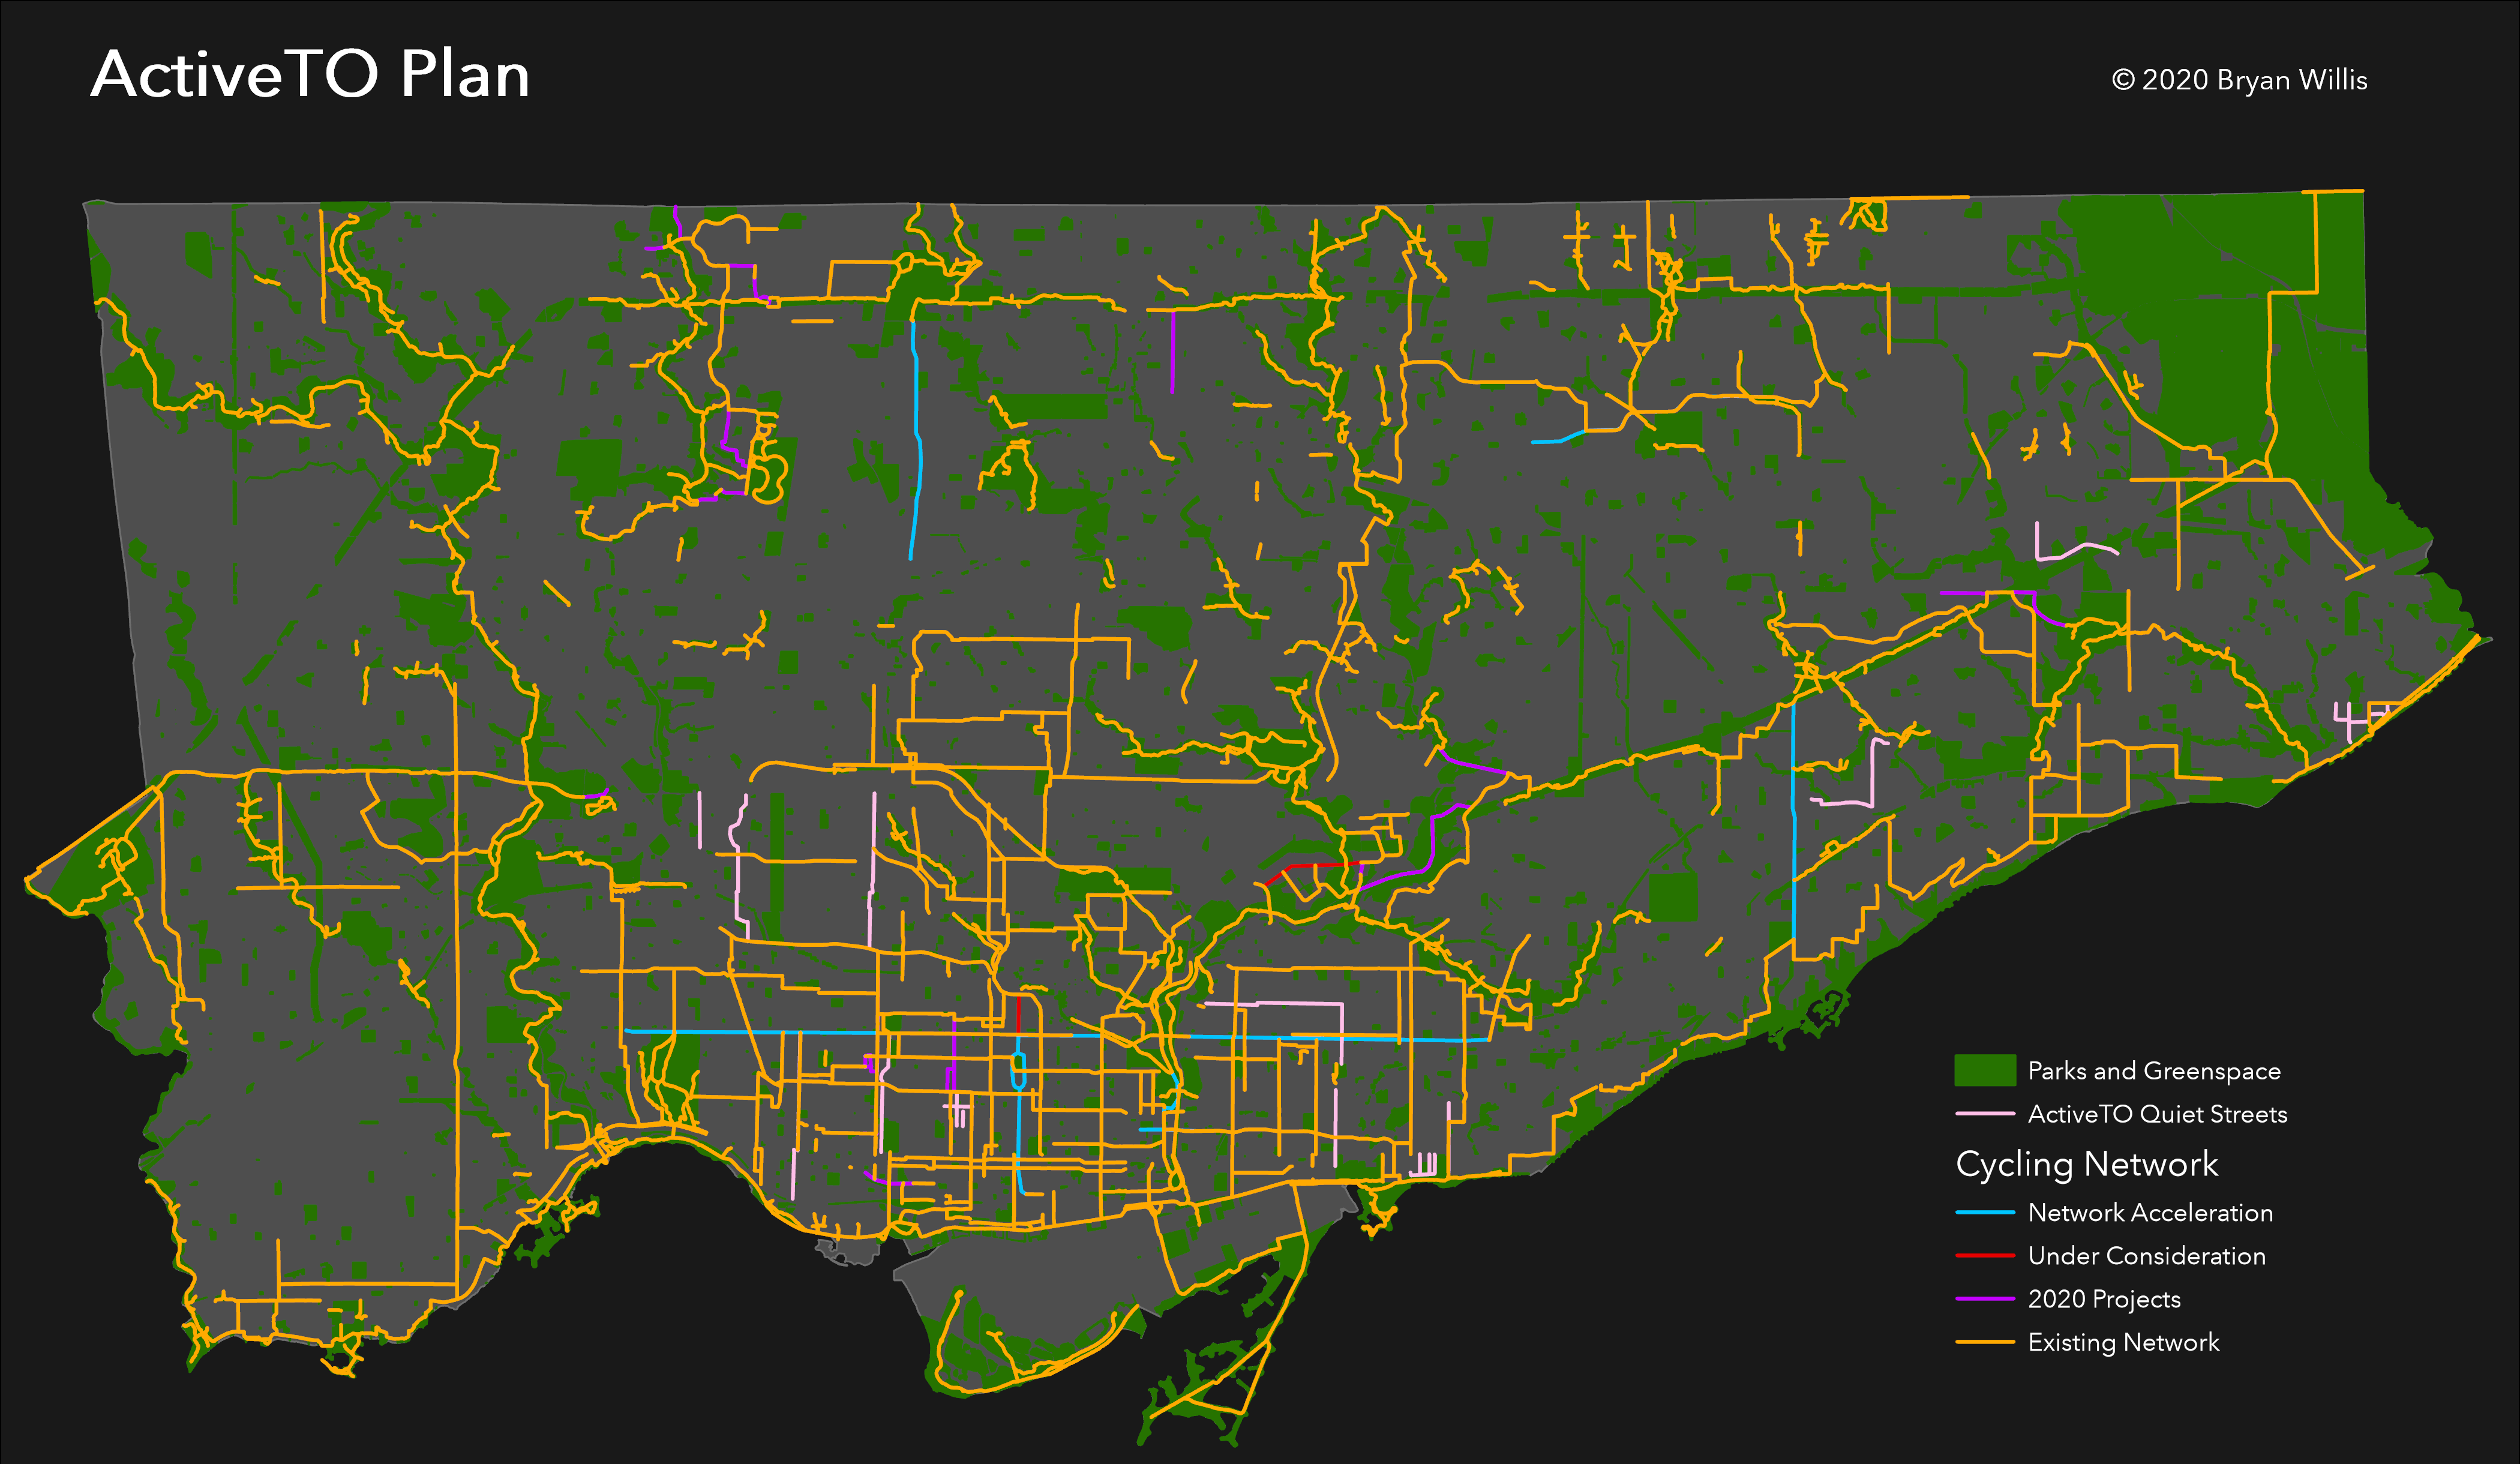 ActiveTO Plan
© 2020 Bryan Willis
Parks and Greenspace
ActiveTO Quiet Streets
Cycling Network
Network Acceleration
Under Consideration
2020 Projects
Existing Network